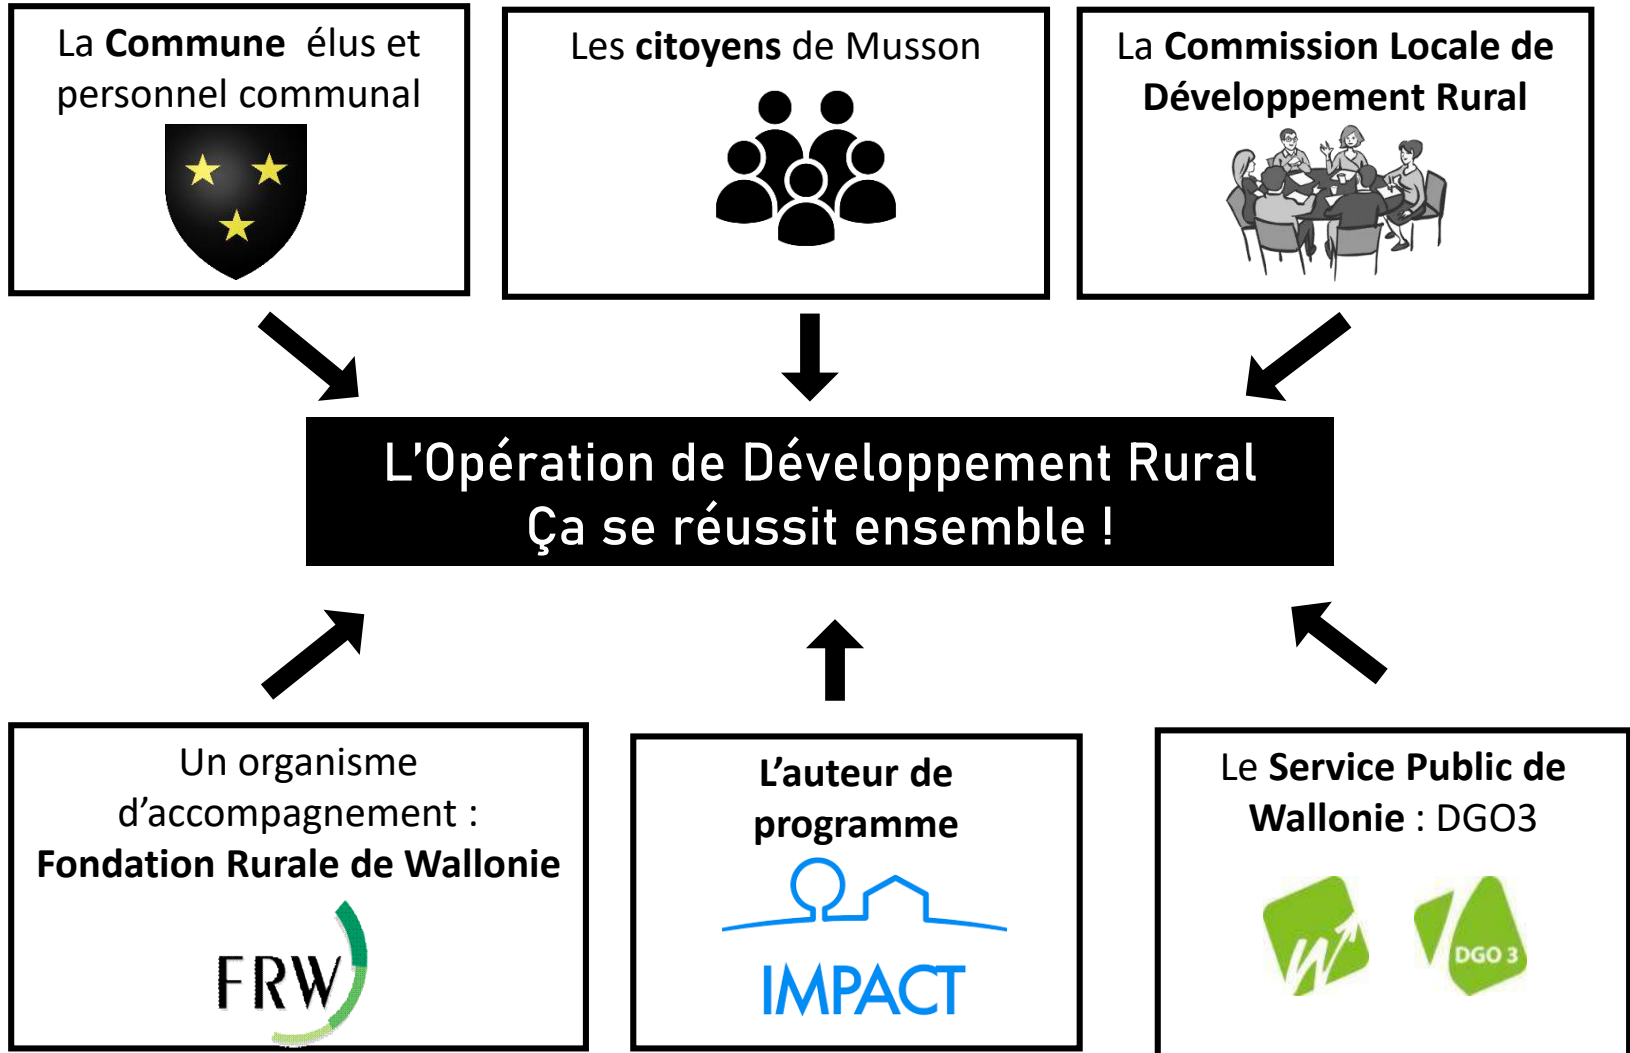 La Commune élus et
personnel communal
Les citoyens de Musson
La Commission Locale de
Développement Rural
L'Opération de Développement Rural
Ça se réussit ensemble !
Un organisme
d'accompagnement :
Fondation Rurale de Wallonie
FRW
L'auteur de
programme
IMPACT
Le Service Public de
Wallonie : DGO3
W
DGO 3